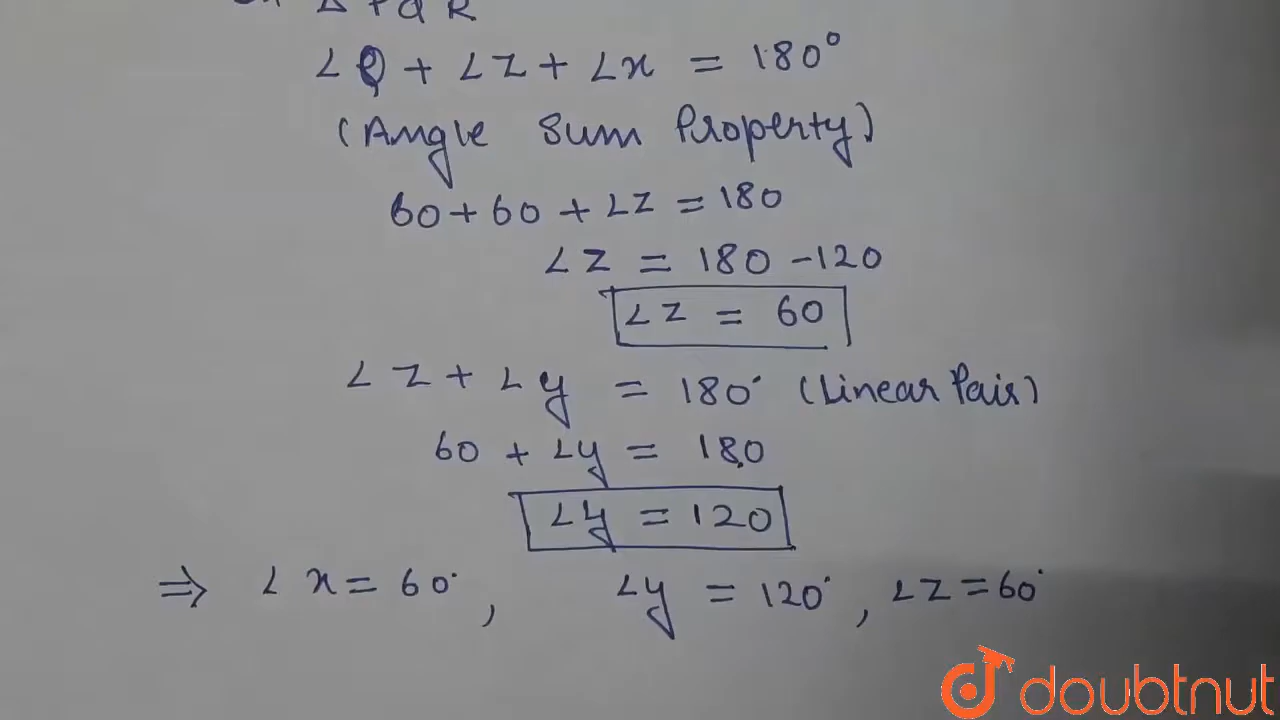 Δ PQR
∠Q + ∠Z + ∠x = 180°
(Angle Sum Property)
60 + 60 + ∠Z = 180
∠Z = 180 - 120
∠Z = 60
∠Z + ∠y = 180° (Linear Pair)
60 + ∠y = 180
∠y = 120
⇒ ∠x = 60°, ∠y = 120°, ∠Z = 60°
doubtnut